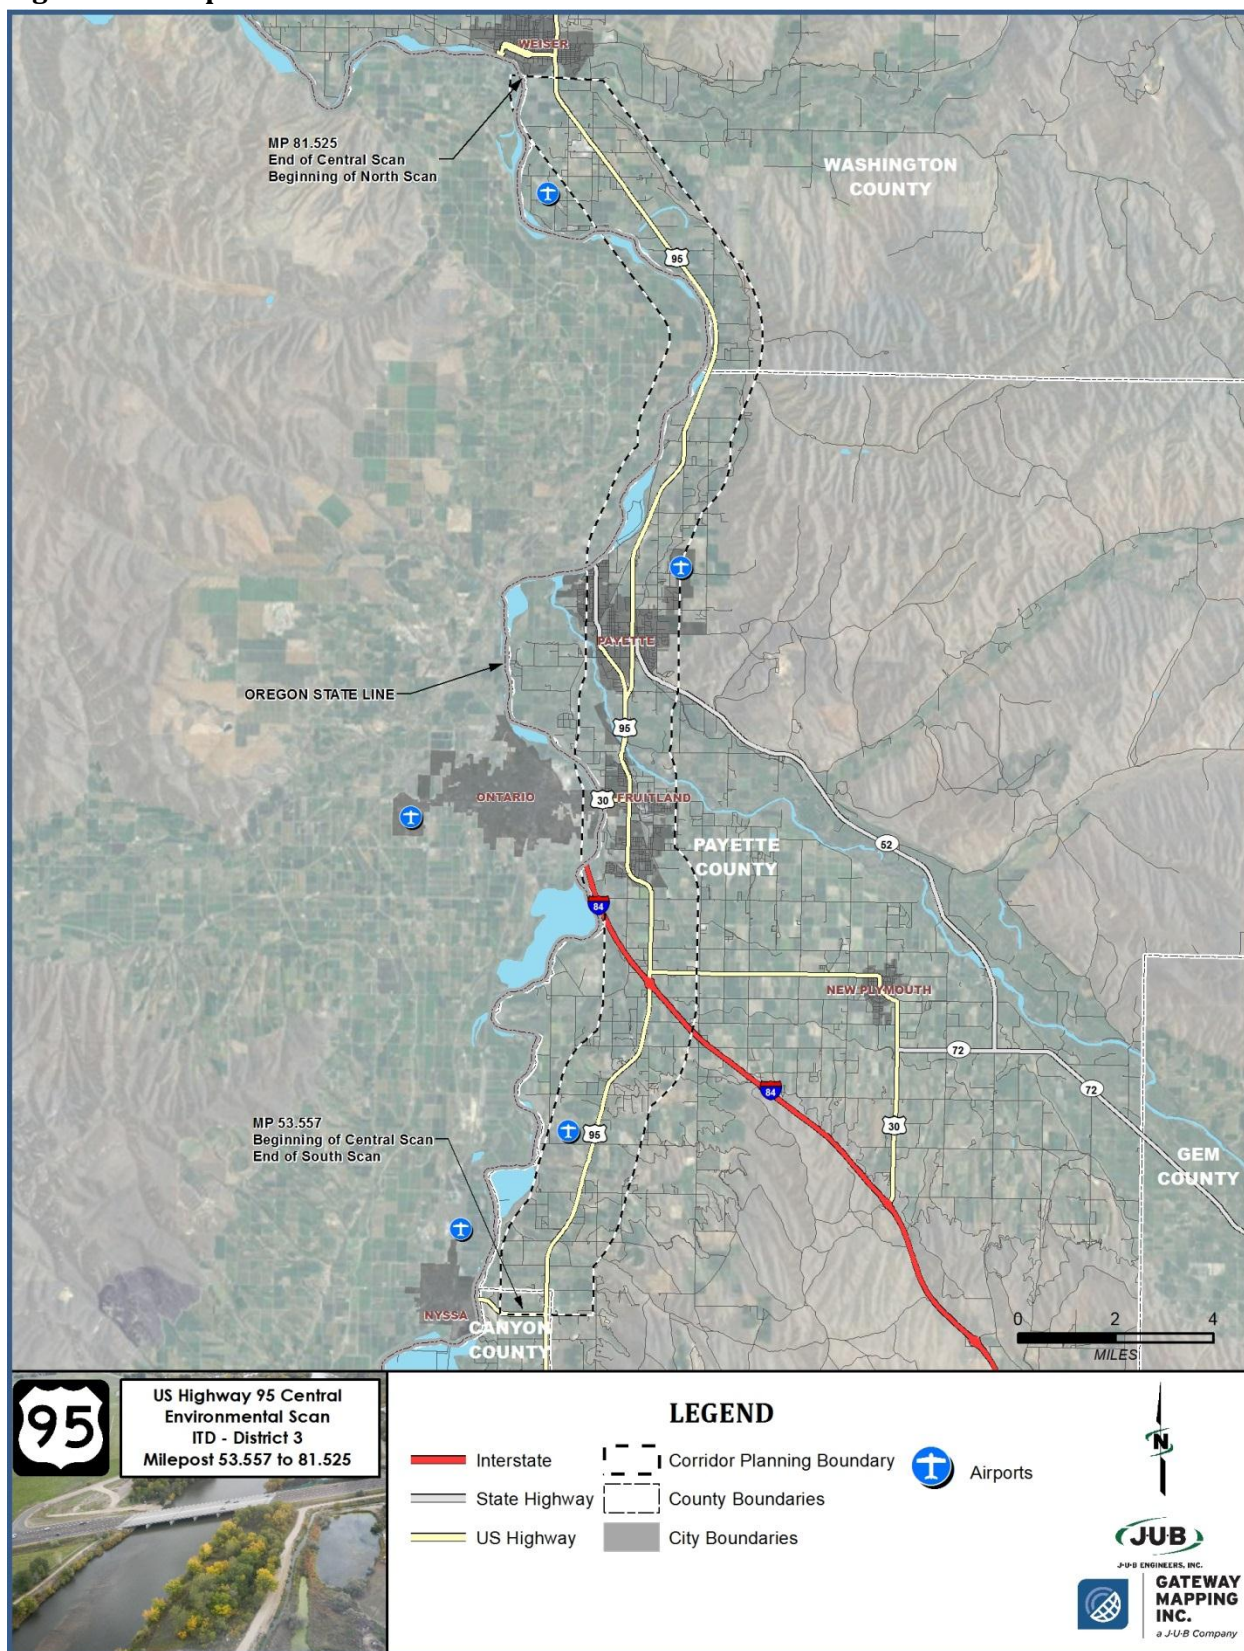 WEISER
MP 81.525
End of Central Scan
Beginning of North Scan
WASHINGTON
COUNTY
95
PAYETTE
OREGON STATE LINE
95
ONTARIO
30
FRUITLAND
PAYETTE
COUNTY
52
84
NEW PLYMOUTH
72
72
84
MP 53.557
Beginning of Central Scan
End of South Scan
95
30
GEM
COUNTY
NYSSA
CANYON
COUNTY
0 2 4
MILES
95
US Highway 95 Central
Environmental Scan
ITD - District 3
Milepost 53.557 to 81.525
LEGEND
Interstate
State Highway
US Highway
Corridor Planning Boundary
County Boundaries
City Boundaries
Airports
N
JUB
J-U-B ENGINEERS, INC.
GATEWAY
MAPPING
INC.
a J-U-B Company